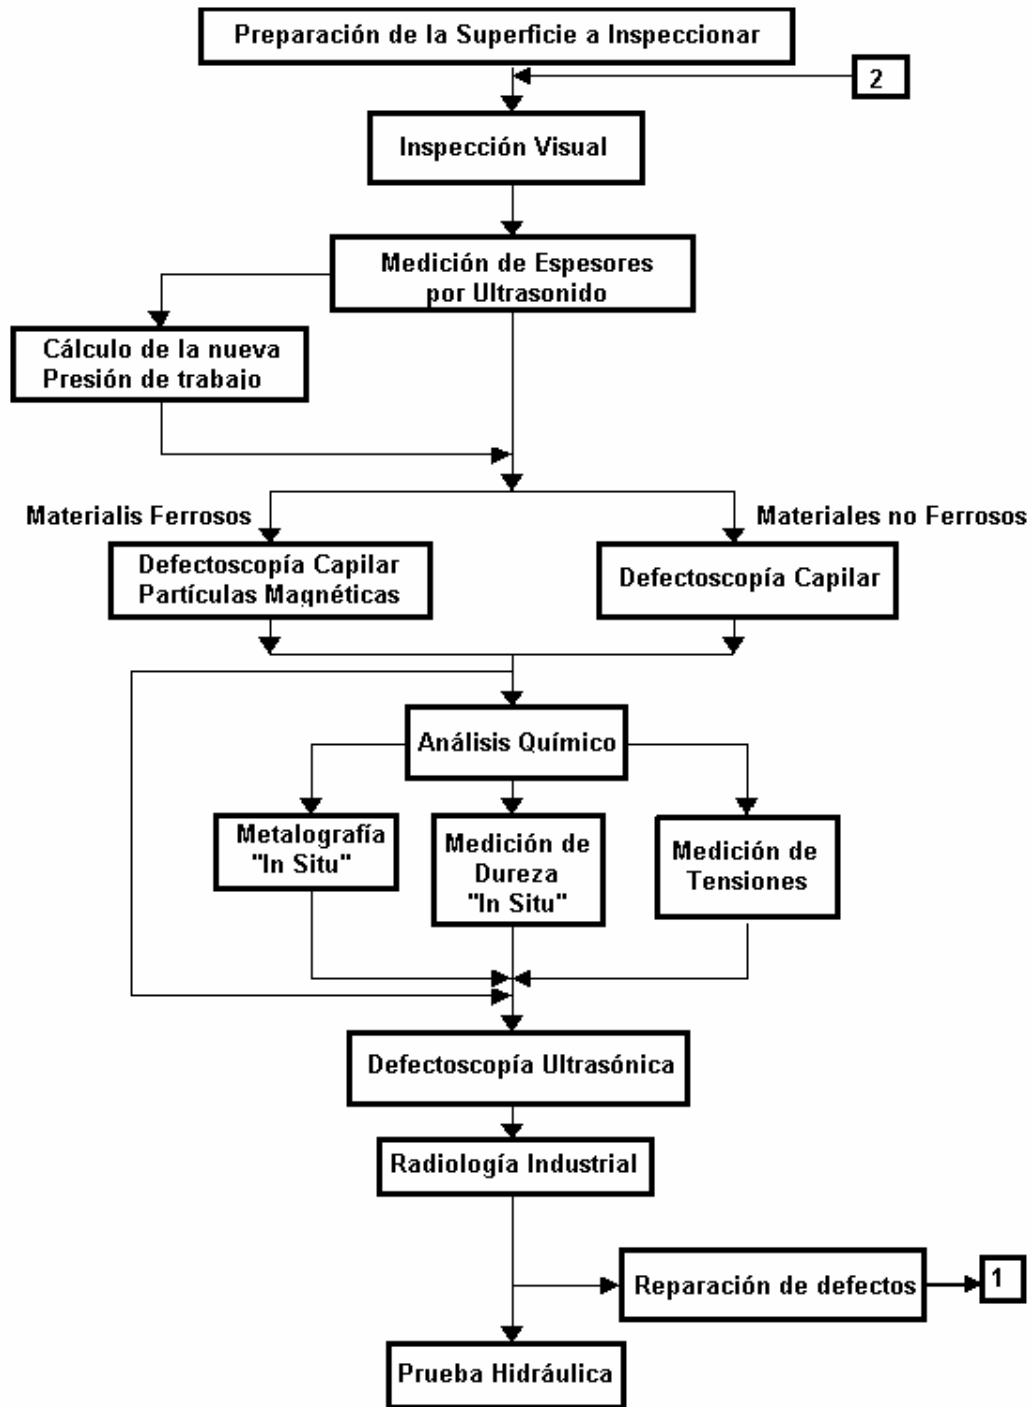 Preparación de la Superficie a Inspeccionar
2
Inspección Visual
Medición de Espesores
por Ultrasonido
Cálculo de la nueva
Presión de trabajo
Materialis Ferrosos
Materiales no Ferrosos
Defectoscopía Capilar
Partículas Magnéticas
Defectoscopía Capilar
Análisis Químico
Metalografía
"In Situ"
Medición de
Dureza
"In Situ"
Medición de
Tensiones
Defectoscopía Ultrasónica
Radiología Industrial
Reparación de defectos
1
Prueba Hidráulica